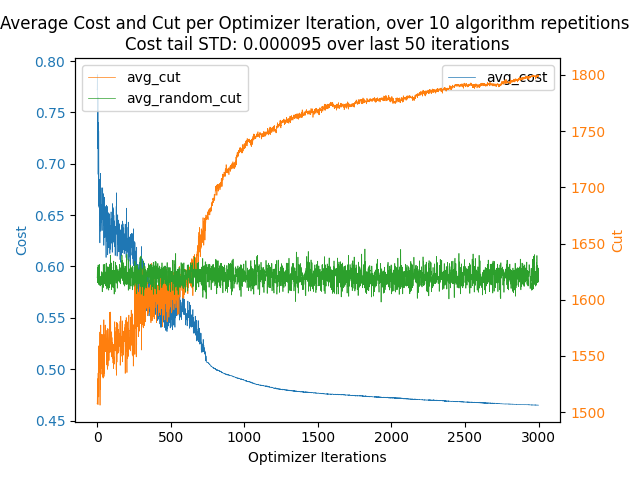 Average Cost and Cut per Optimizer Iteration, over 10 algorithm repetitions
Cost tail STD: 0.000095 over last 50 iterations
avg_cut
avg_random_cut
avg_cost
0.80
0.75
0.70
0.65
0.60
0.55
0.50
0.45
Cost
1800
1750
1700
1650
1600
1550
1500
Cut
0 500 1000 1500 2000 2500 3000
Optimizer Iterations